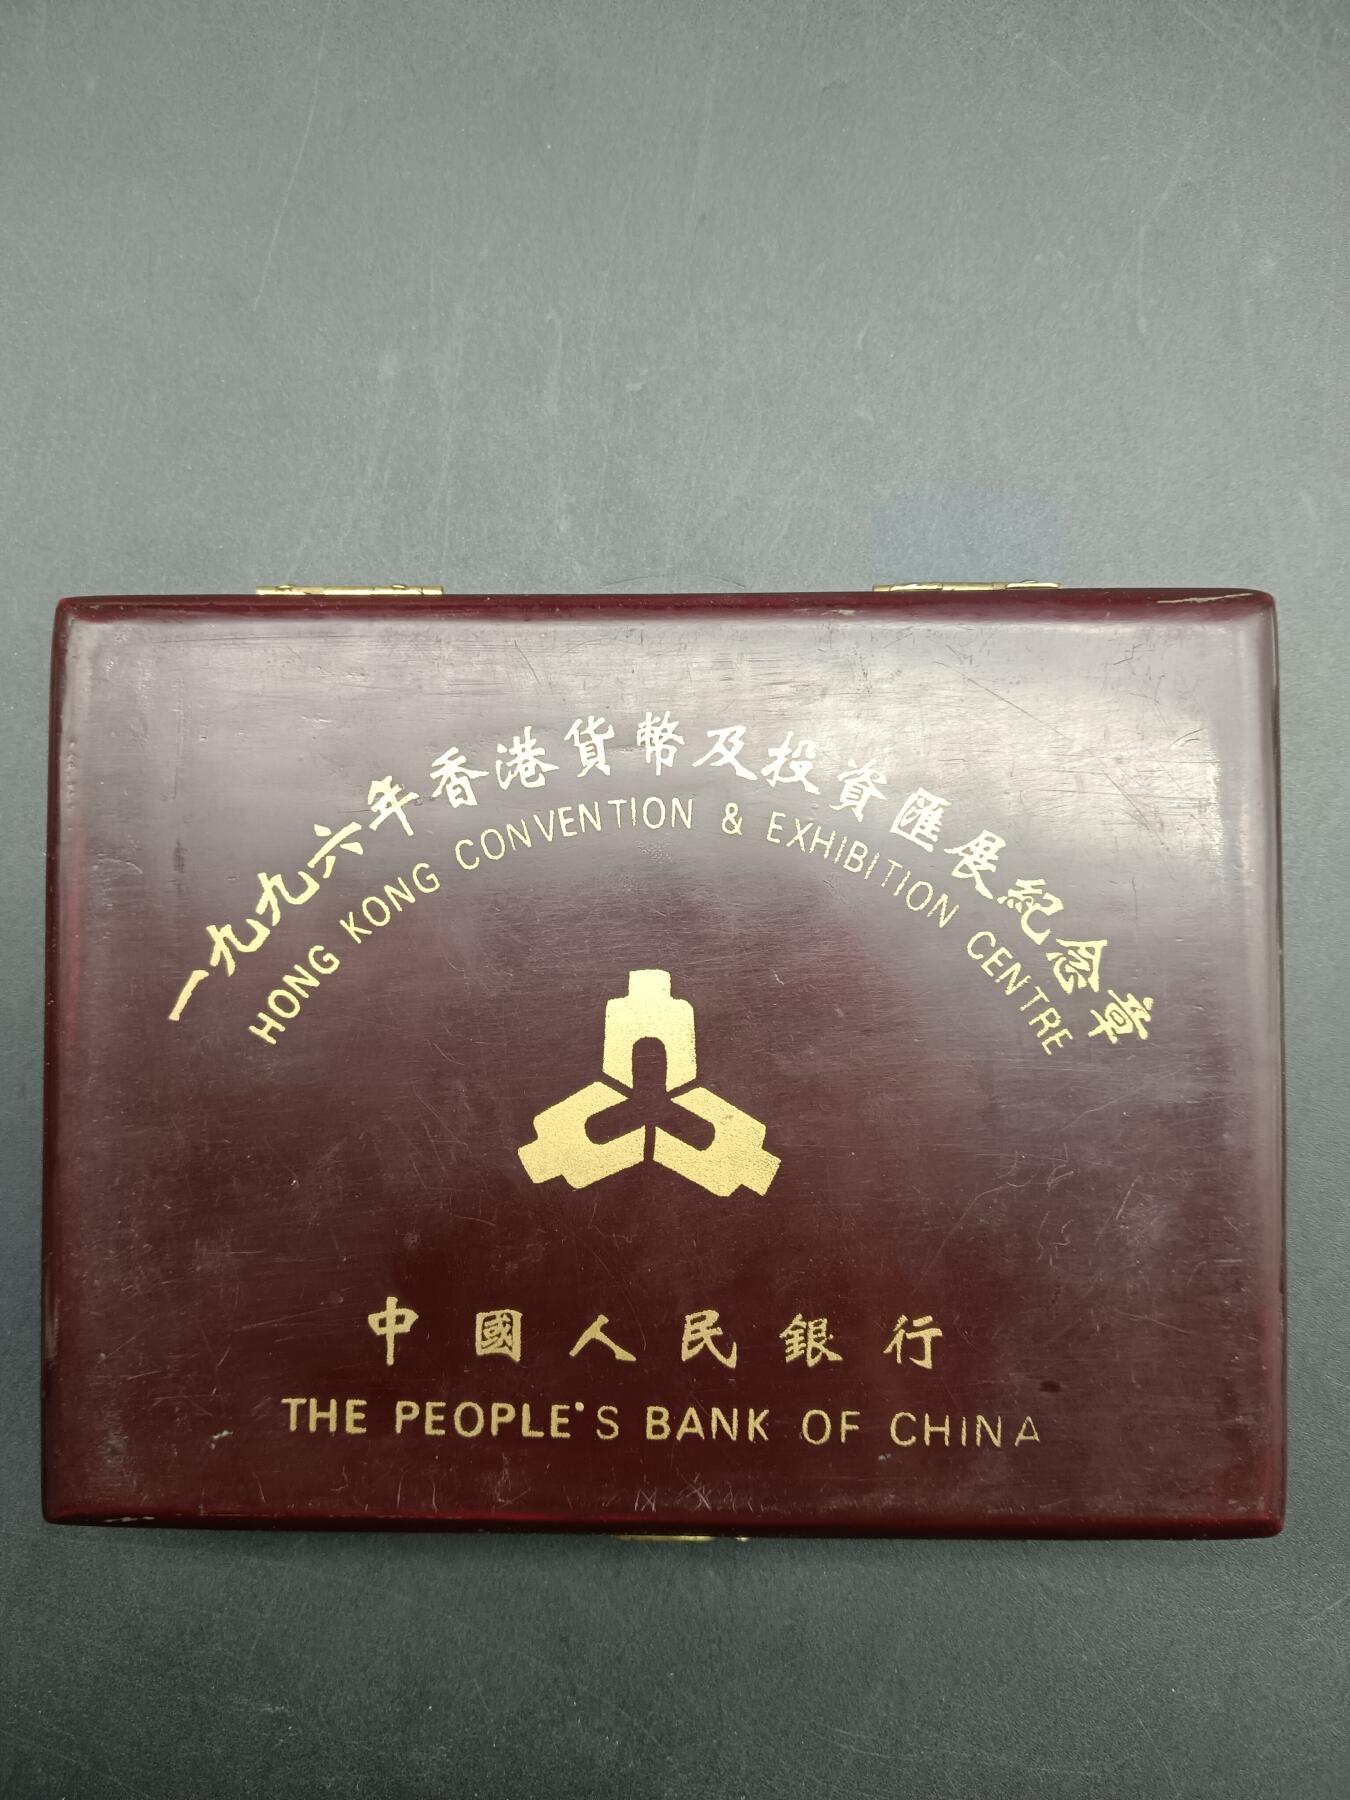 一九九六年香港貨幣及投資匯展紀念章
HONG KONG CONVENTION & EXHIBITION CENTRE
中國人民銀行
THE PEOPLE'S BANK OF CHINA